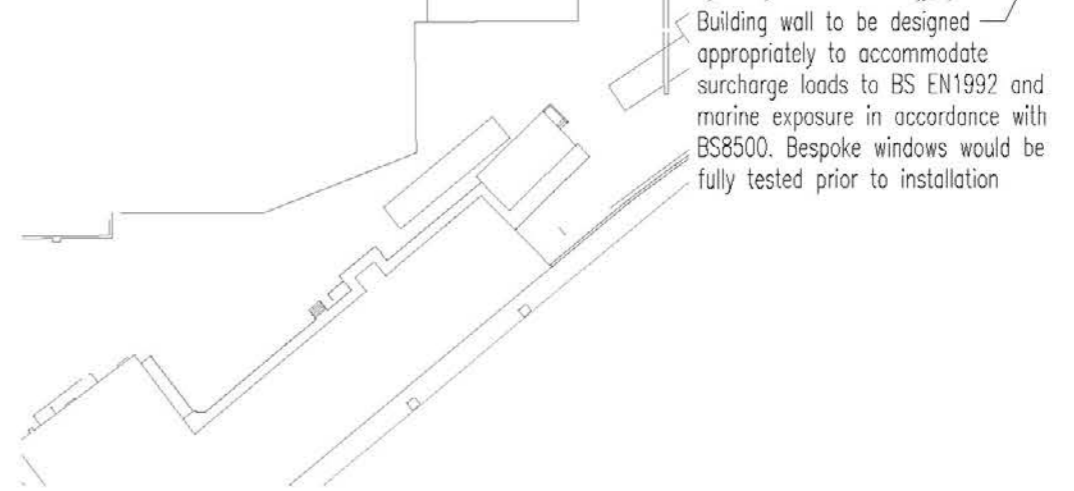 Building wall to be designed
appropriately to accommodate
surcharge loads to BS EN1992 and
marine exposure in accordance with
BS8500. Bespoke windows would be
fully tested prior to installation